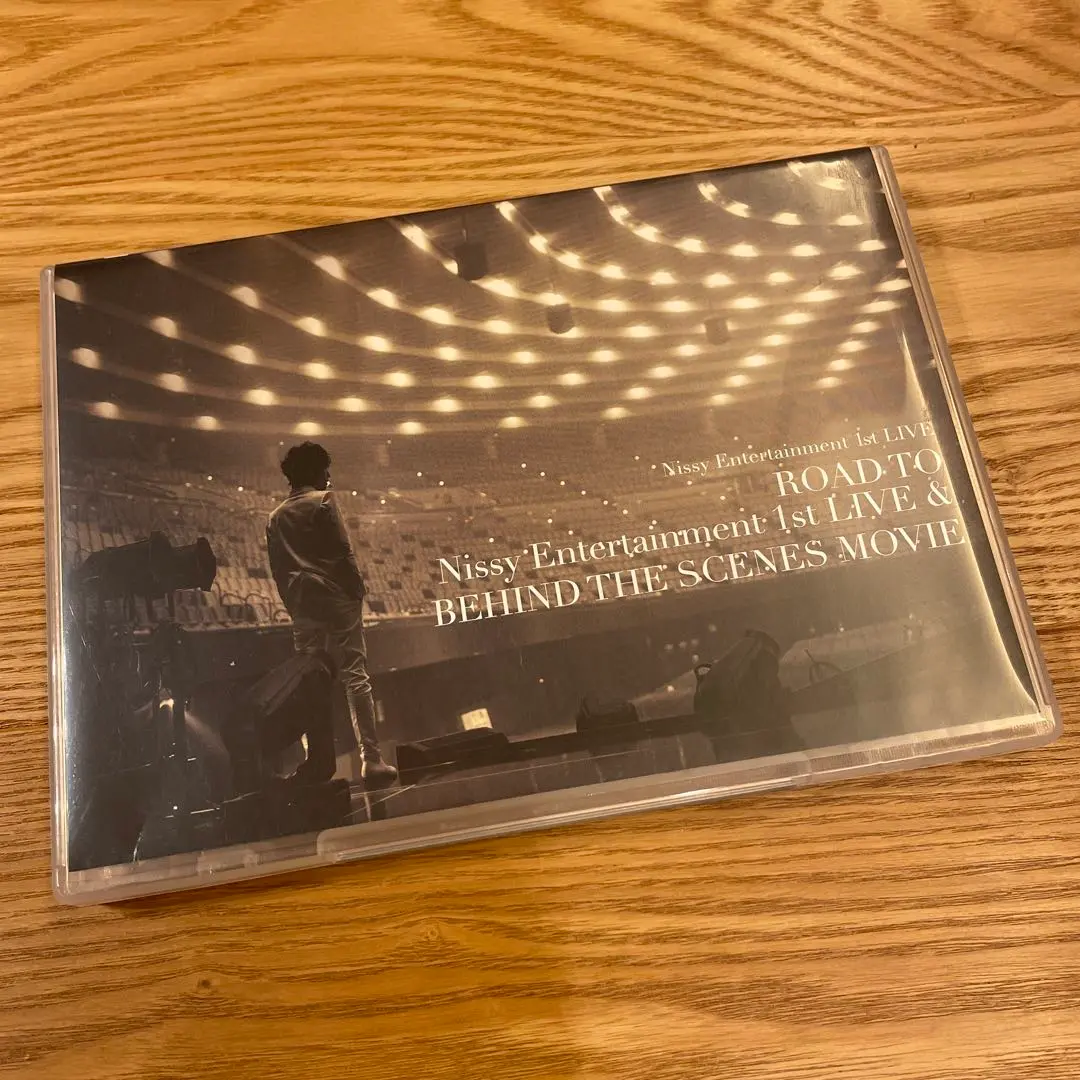 Nissy Entertainment 1st LIVE
ROAD TO
Nissy Entertainment 1st LIVE &
BEHIND THE SCENES MOVIE